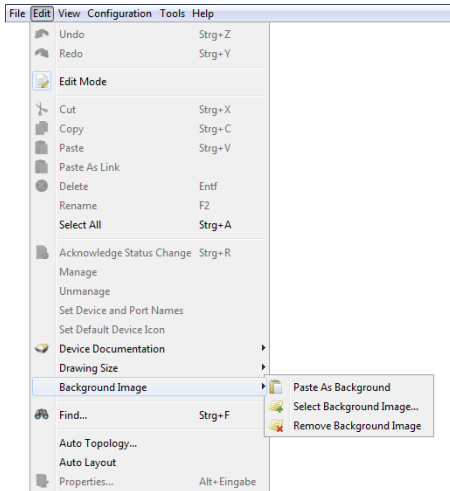 File Edit View Configuration Tools Help
Undo Strg+Z
Redo Strg+Y
Edit Mode
Cut Strg+X
Copy Strg+C
Paste Strg+V
Paste As Link
Delete Entf
Rename F2
Select All Strg+A
Acknowledge Status Change Strg+R
Manage
Unmanage
Set Device and Port Names
Set Default Device Icon
Device Documentation
Drawing Size
Background Image
Paste As Background
Select Background Image...
Remove Background Image
Find... Strg+F
Auto Topology...
Auto Layout
Properties... Alt+Eingabe